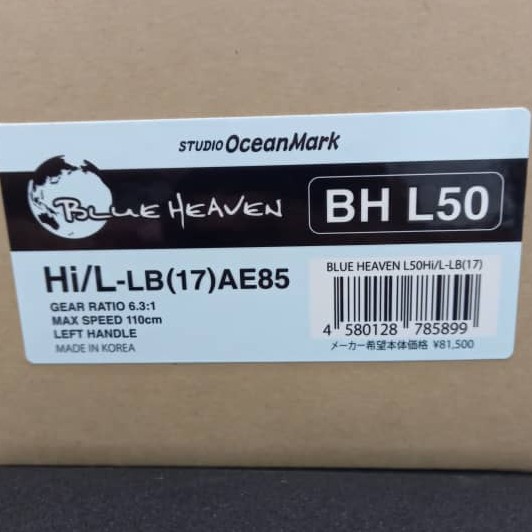 STUDIO OceanMark
BLUE HEAVEN
BH L50
Hi/L-LB(17)AE85
GEAR RATIO 6.3:1
MAX SPEED 110cm
LEFT HANDLE
MADE IN KOREA
BLUE HEAVEN L50Hi/L-LB(17)
4 580128 785899
メーカー希望本体価格 ¥81,500